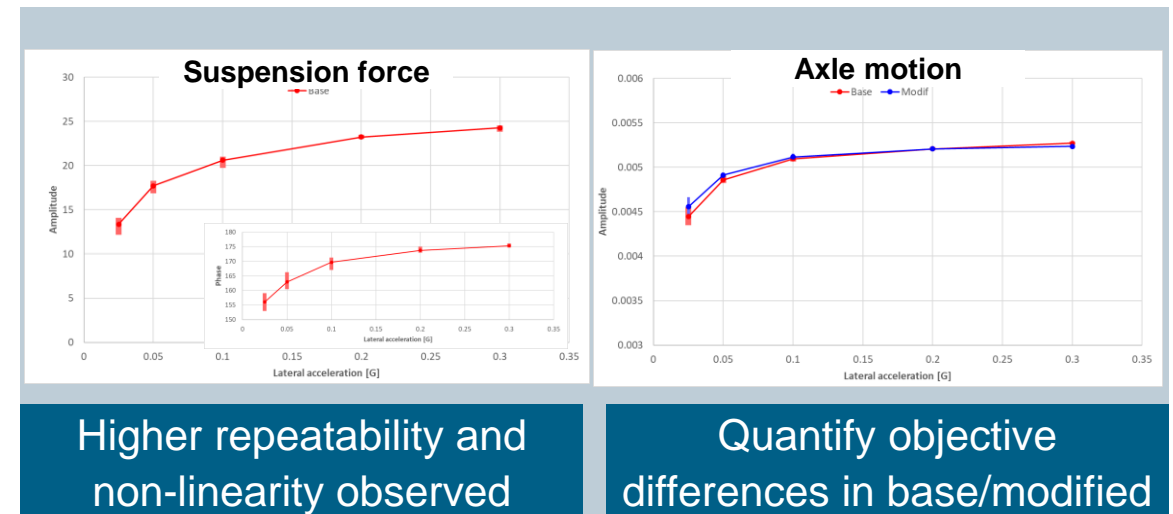 Suspension force
Base
30
25
20
15
10
5
0
Amplitude
0 0.05 0.1 0.15 0.2 0.25 0.3 0.35
Lateral acceleration [G]
180
175
170
165
160
155
150
Phase
0 0.05 0.1 0.15 0.2 0.25 0.3 0.35
Lateral acceleration [G]
Axle motion
Base Modif
0.006
0.0055
0.005
0.0045
0.004
0.0035
0.003
Amplitude
0 0.05 0.1 0.15 0.2 0.25 0.3 0.35
Lateral acceleration [G]
Higher repeatability and
non-linearity observed
Quantify objective
differences in base/modified